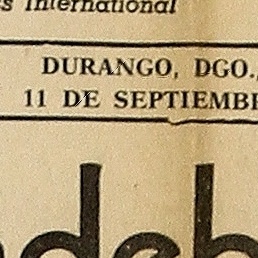 s International
DURANGO, DGO.,
11 DE SEPTIEMB
ndeb